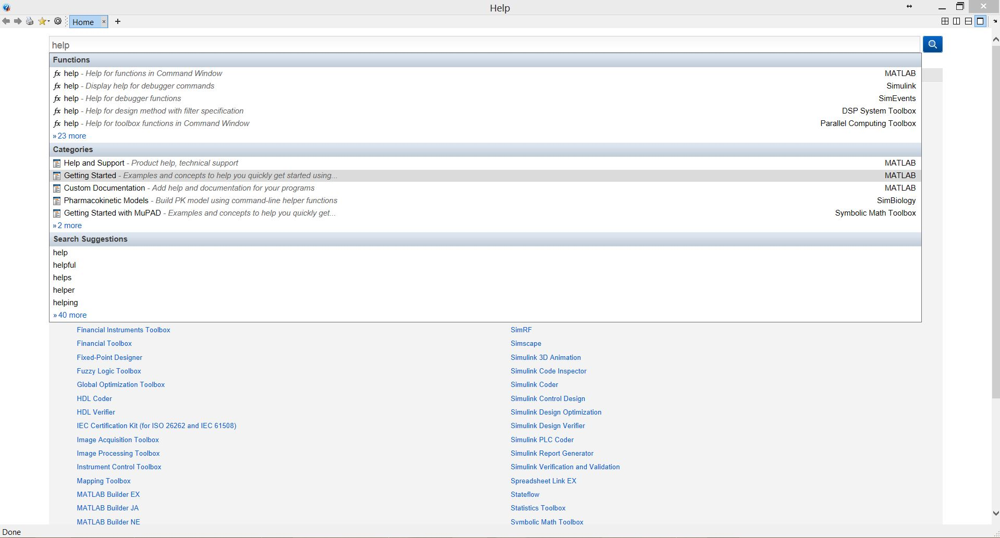 Help
Home
help
Functions
fx help - Help for functions in Command Window MATLAB
fx help - Display help for debugger commands Simulink
fx help - Help for debugger functions SimEvents
fx help - Help for design method with filter specification DSP System Toolbox
fx help - Help for toolbox functions in Command Window Parallel Computing Toolbox
»23 more
Categories
Help and Support - Product help, technical support MATLAB
Getting Started - Examples and concepts to help you quickly get started using... MATLAB
Custom Documentation - Add help and documentation for your programs MATLAB
Pharmacokinetic Models - Build PK model using command-line helper functions SimBiology
Getting Started with MuPAD - Examples and concepts to help you quickly get... Symbolic Math Toolbox
»2 more
Search Suggestions
help
helpful
helps
helper
helping
»40 more
Financial Instruments Toolbox SimRF
Financial Toolbox Simscape
Fixed-Point Designer Simulink 3D Animation
Fuzzy Logic Toolbox Simulink Code Inspector
Global Optimization Toolbox Simulink Coder
HDL Coder Simulink Control Design
HDL Verifier Simulink Design Optimization
IEC Certification Kit (for ISO 26262 and IEC 61508) Simulink Design Verifier
Image Acquisition Toolbox Simulink PLC Coder
Image Processing Toolbox Simulink Report Generator
Instrument Control Toolbox Simulink Verification and Validation
Mapping Toolbox Spreadsheet Link EX
MATLAB Builder EX Stateflow
MATLAB Builder JA Statistics Toolbox
MATLAB Builder NE Symbolic Math Toolbox
Done